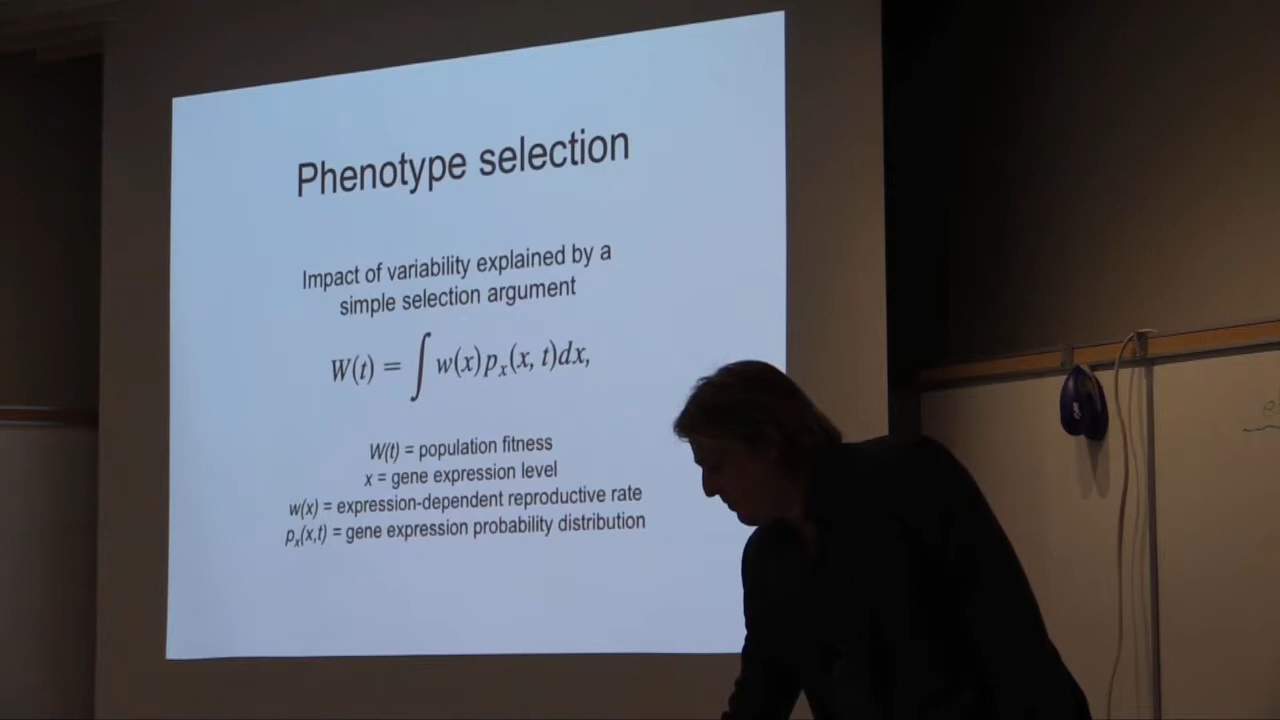 Phenotype selection
Impact of variability explained by a
simple selection argument
W(t) = ∫ w(x)pₓ(x, t)dx,
W(t) = population fitness
x = gene expression level
w(x) = expression-dependent reproductive rate
pₓ(x,t) = gene expression probability distribution